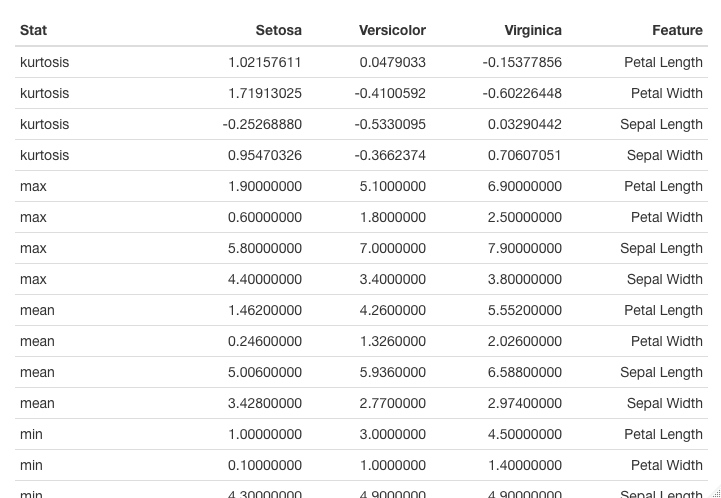 Stat Setosa Versicolor Virginica Feature
kurtosis 1.02157611 0.0479033 -0.15377856 Petal Length
kurtosis 1.71913025 -0.4100592 -0.60226448 Petal Width
kurtosis -0.25268880 -0.5330095 0.03290442 Sepal Length
kurtosis 0.95470326 -0.3662374 0.70607051 Sepal Width
max 1.90000000 5.1000000 6.90000000 Petal Length
max 0.60000000 1.8000000 2.50000000 Petal Width
max 5.80000000 7.0000000 7.90000000 Sepal Length
max 4.40000000 3.4000000 3.80000000 Sepal Width
mean 1.46200000 4.2600000 5.55200000 Petal Length
mean 0.24600000 1.3260000 2.02600000 Petal Width
mean 5.00600000 5.9360000 6.58800000 Sepal Length
mean 3.42800000 2.7700000 2.97400000 Sepal Width
min 1.00000000 3.0000000 4.50000000 Petal Length
min 0.10000000 1.0000000 1.40000000 Petal Width
min 4.30000000 4.9000000 4.90000000 Sepal Length